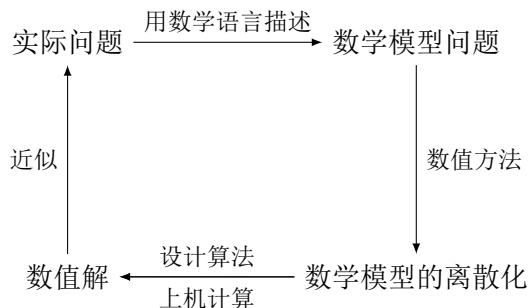 用数学语言描述
实际问题
数学模型问题
近似
数值方法
设计算法
数值解
数学模型的离散化
上机计算